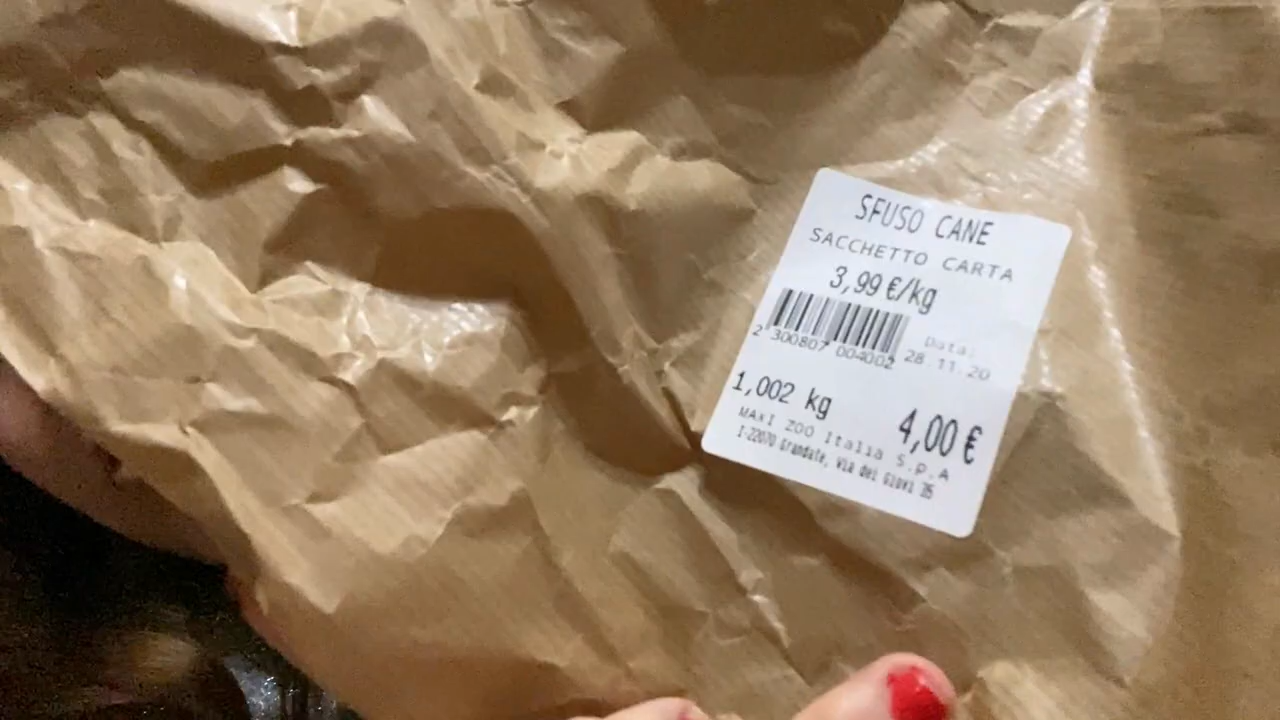 SFUSO CANE
SACCHETTO CARTA
3,99 €/kg
2 300807 004002
Data:
28.11.20
1,002 kg
4,00 €
MAXI ZOO Italia S.p.A
I-22070 Grandate, Via dei Giovi 35